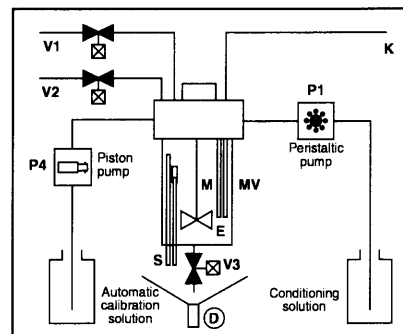 V1
K
V2
P1
P4
Piston
pump
Peristaltic
pump
M
MV
E
S
V3
Automatic
calibration
solution
D
Conditioning
solution